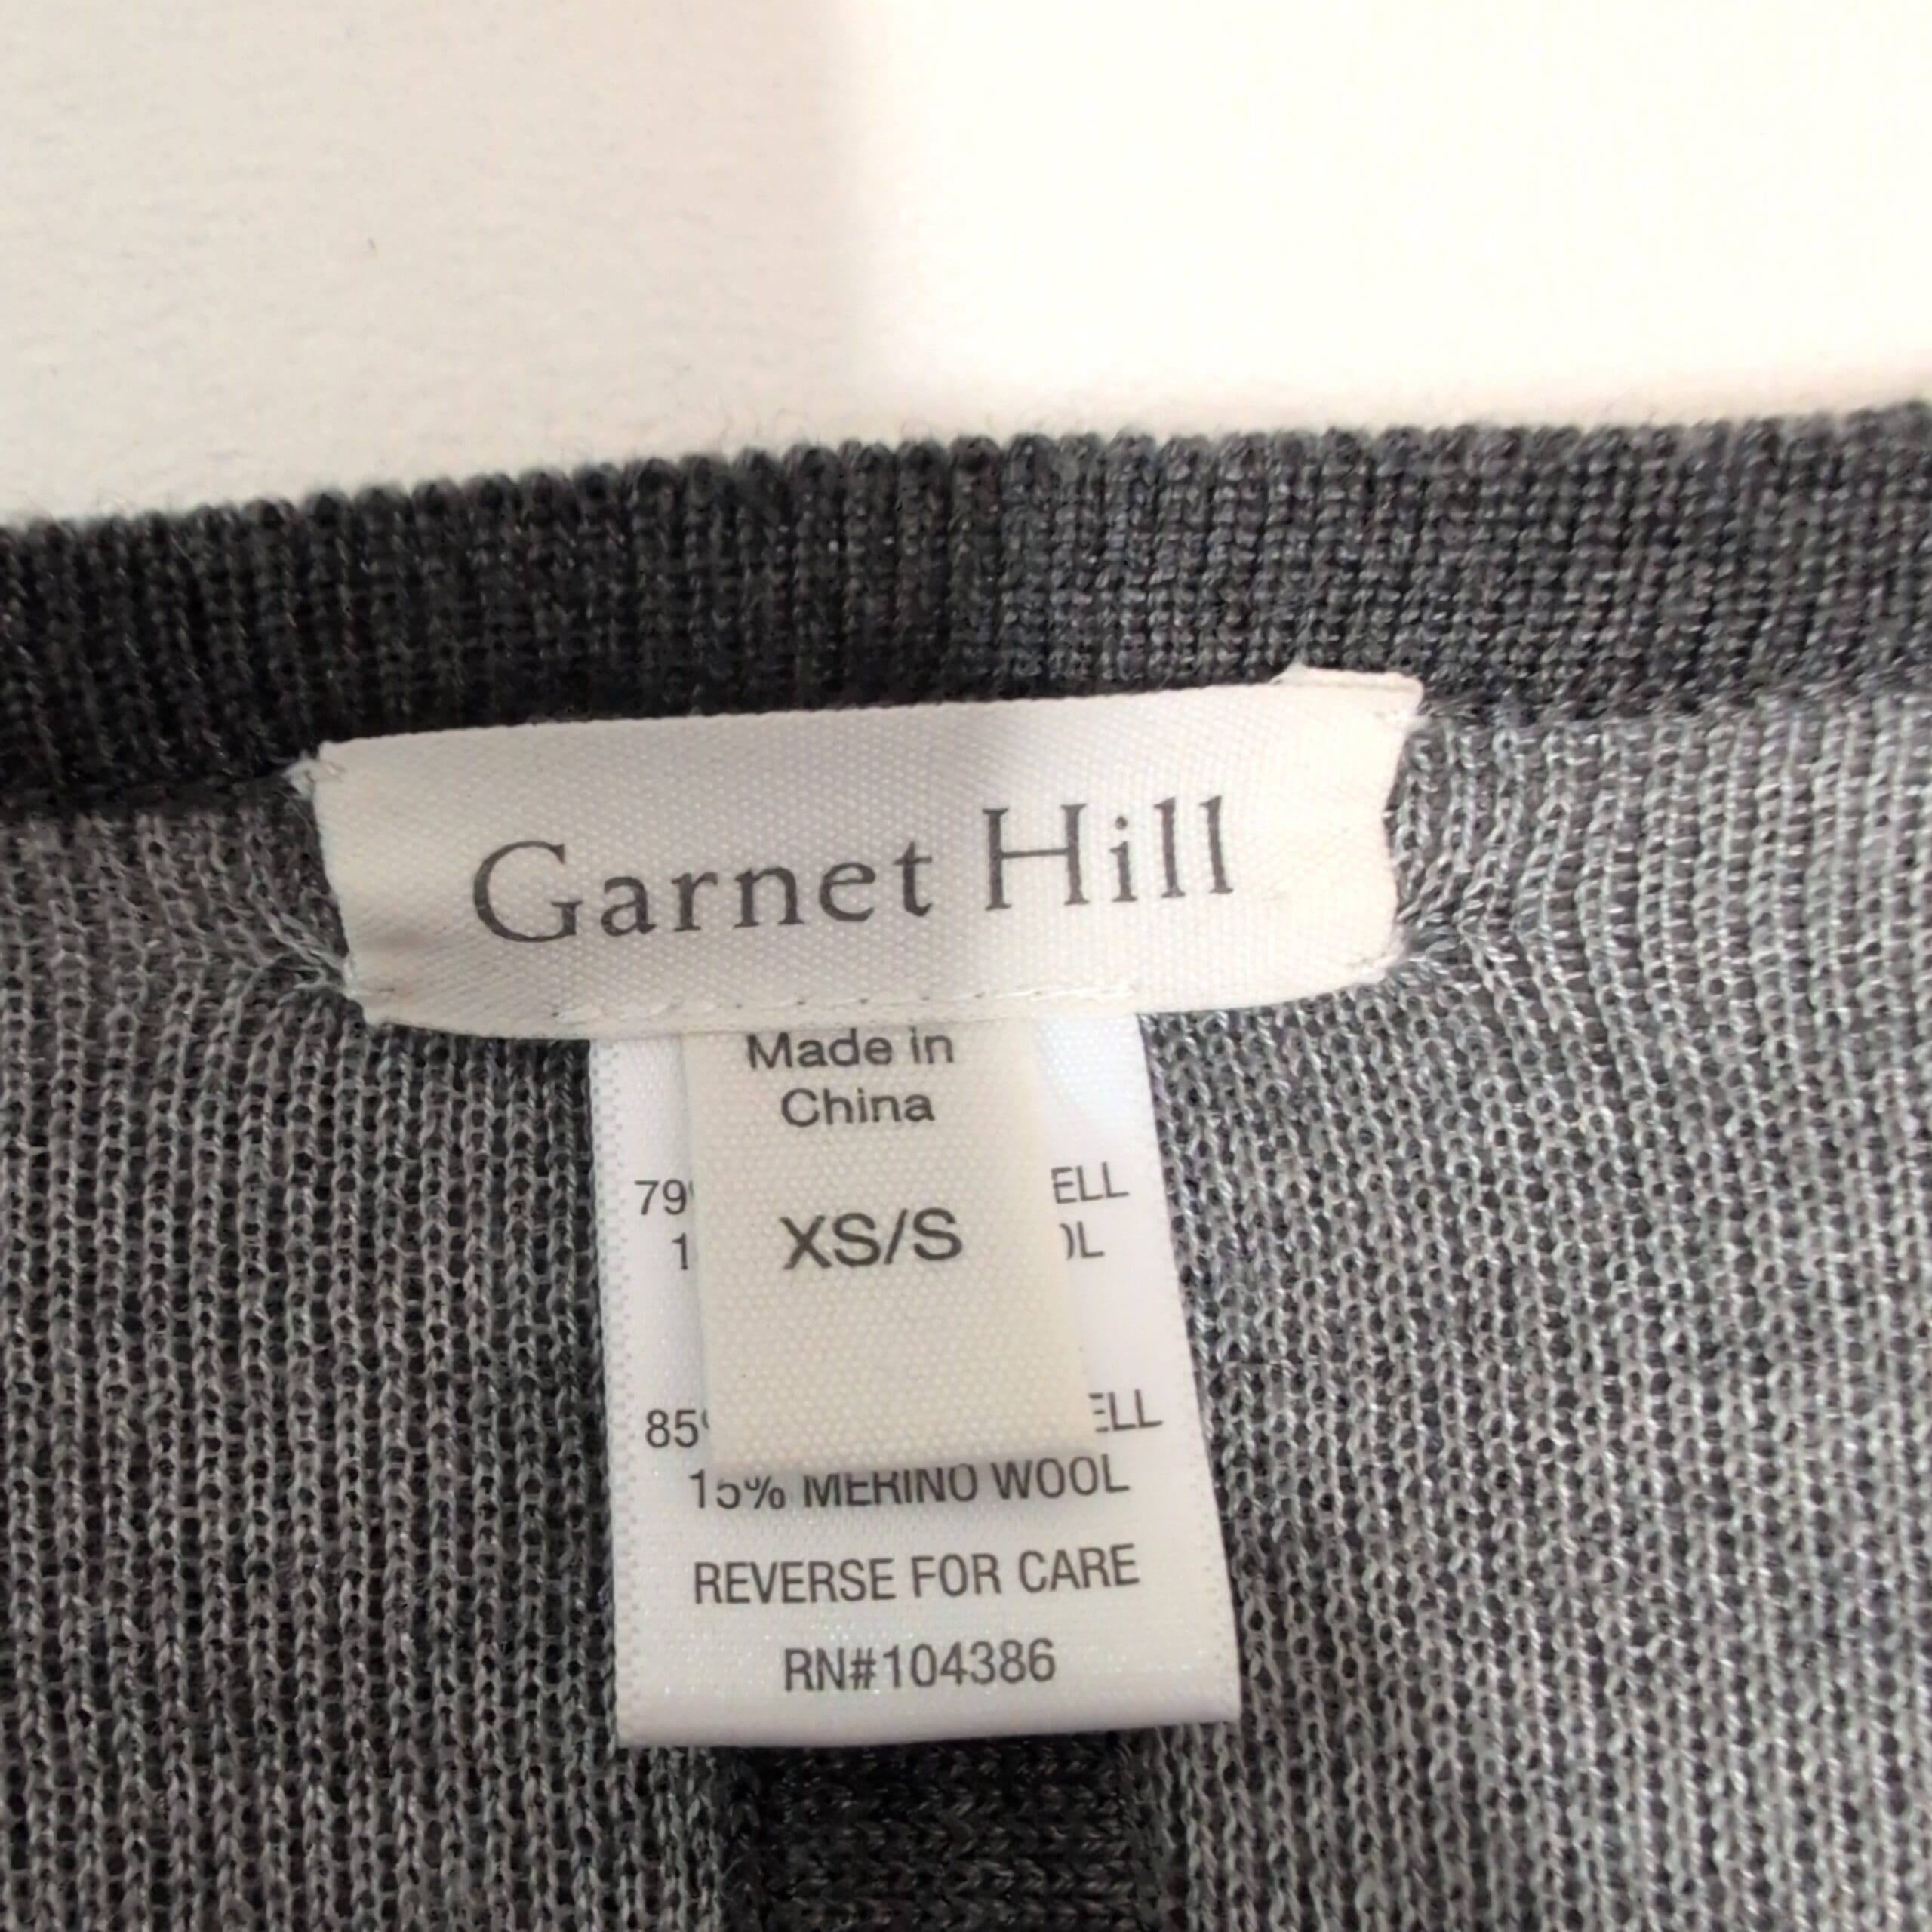 Garnet Hill
Made in
China
XS/S
15% MERINO WOOL
REVERSE FOR CARE
RN#104386